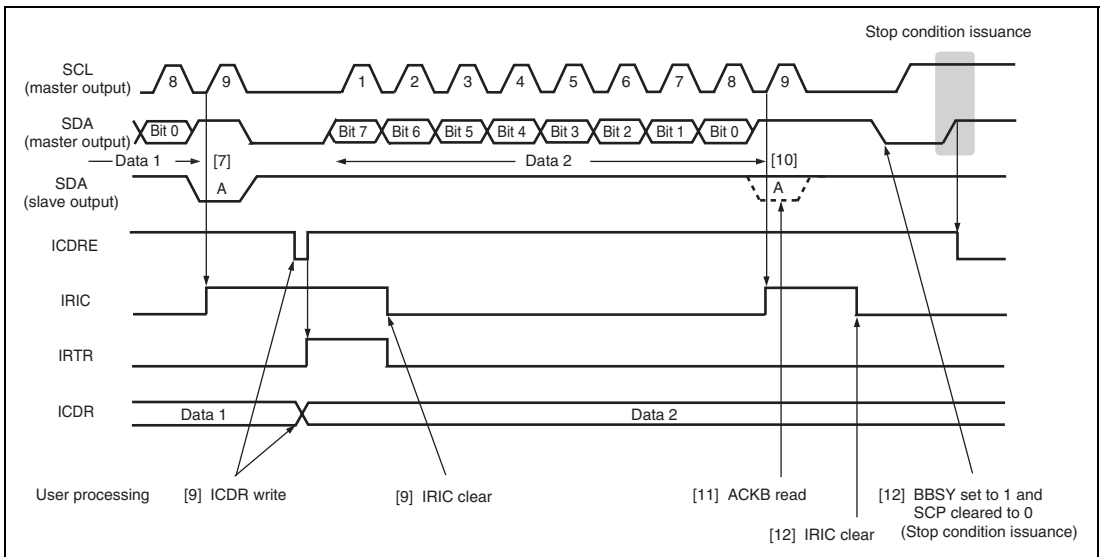 Stop condition issuance
SCL
(master output)
8 9 1 2 3 4 5 6 7 8 9
SDA
(master output)
Bit 0 Bit 7 Bit 6 Bit 5 Bit 4 Bit 3 Bit 2 Bit 1 Bit 0
Data 1 [7] Data 2 [10]
SDA
(slave output)
A A
ICDRE
IRIC
IRTR
ICDR
Data 1 Data 2
User processing [9] ICDR write [9] IRIC clear [11] ACKB read [12] BBSY set to 1 and
SCP cleared to 0
(Stop condition issuance)
[12] IRIC clear